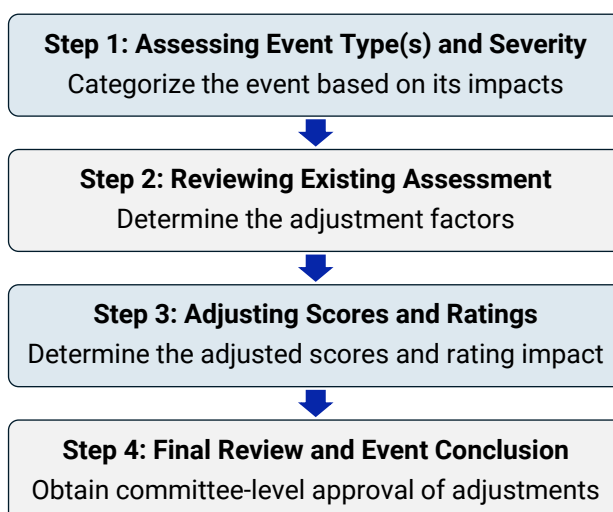 Step 1: Assessing Event Type(s) and Severity
Categorize the event based on its impacts
Step 2: Reviewing Existing Assessment
Determine the adjustment factors
Step 3: Adjusting Scores and Ratings
Determine the adjusted scores and rating impact
Step 4: Final Review and Event Conclusion
Obtain committee-level approval of adjustments